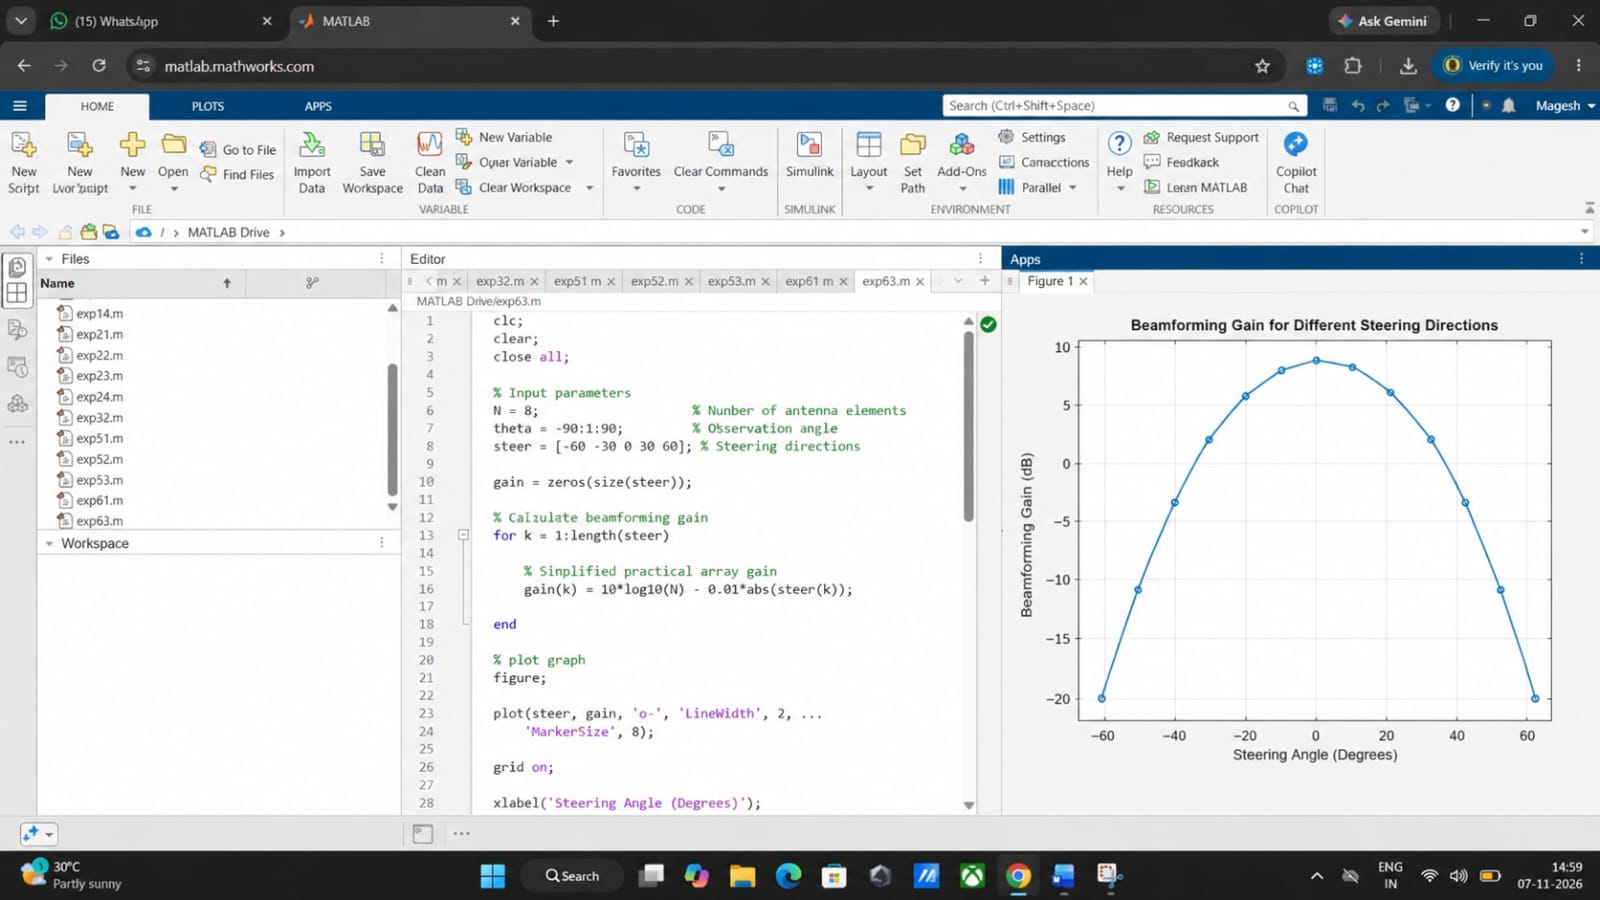 (15) WhatsApp
MATLAB
Ask Gemini
matlab.mathworks.com
Verify it's you
HOME
PLOTS
APPS
Search (Ctrl+Shift+Space)
Magesh
New Script
New
New
Open
Go to File
Find Files
Import Data
Save Workspace
Clean Data
New Variable
Variable
Clear Workspace
Favorites
Clear Commands
Simulink
Layout
Set Path
Add-Ons
Settings
Parallel
Help
Request Support
MATLAB
Copilot Chat
FILE
VARIABLE
CODE
SIMULINK
ENVIRONMENT
RESOURCES
COPILOT
/ > MATLAB Drive >
Files
Name
exp14.m
exp21.m
exp22.m
exp23.m
exp24.m
exp32.m
exp51.m
exp52.m
exp53.m
exp61.m
exp63.m
Workspace
Editor
m
exp32.m
exp51 m
exp52.m
exp53.m
exp61 m
exp63.m
MATLAB Drive/exp63.m
1 clc;
2 clear;
3 close all;
4
5 % Input parameters
6 N = 8; % Nunber of antenna elements
7 theta = -90:1:90; % Observation angle
8 steer = [-60 -30 0 30 60]; % Steering directions
9
10 gain = zeros(size(steer));
11
12 % beamforming gain
13 for k = 1:length(steer)
14
15 % Sinplified practical array gain
16 gain(k) = 10*log10(N) - 0.01*abs(steer(k));
17
18 end
19
20 % plot graph
21 figure;
22
23 plot(steer, gain, 'o-', 'LineWidth', 2, ...
24 'MarkerSize', 8);
25
26 grid on;
27
28 xlabel('Steering Angle (Degrees)');
Apps
Figure 1
Beamforming Gain for Different Steering Directions
10
5
0
−5
−10
−15
−20
Beamforming Gain (dB)
−60 −40 −20 0 20 40 60
Steering Angle (Degrees)
30°C
Partly sunny
Search
ENG
IN
14:59
07-11-2026